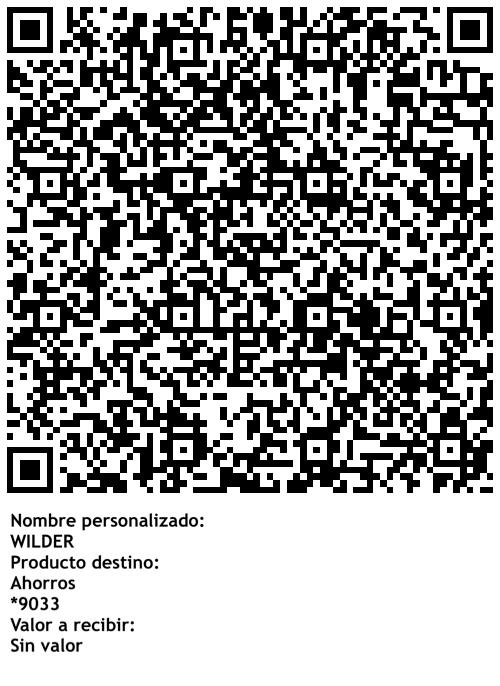 Nombre personalizado:
WILDER
Producto destino:
Ahorros
*9033
Valor a recibir:
Sin valor